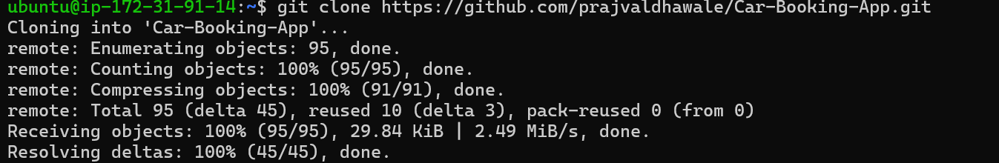 ubuntu@ip-172-31-91-14:~$ git clone https://github.com/prajvaldhawale/Car-Booking-App.git
Cloning into 'Car-Booking-App'...
remote: Enumerating objects: 95, done.
remote: Counting objects: 100% (95/95), done.
remote: Compressing objects: 100% (91/91), done.
remote: Total 95 (delta 45), reused 10 (delta 3), pack-reused 0 (from 0)
Receiving objects: 100% (95/95), 29.84 KiB | 2.49 MiB/s, done.
Resolving deltas: 100% (45/45), done.